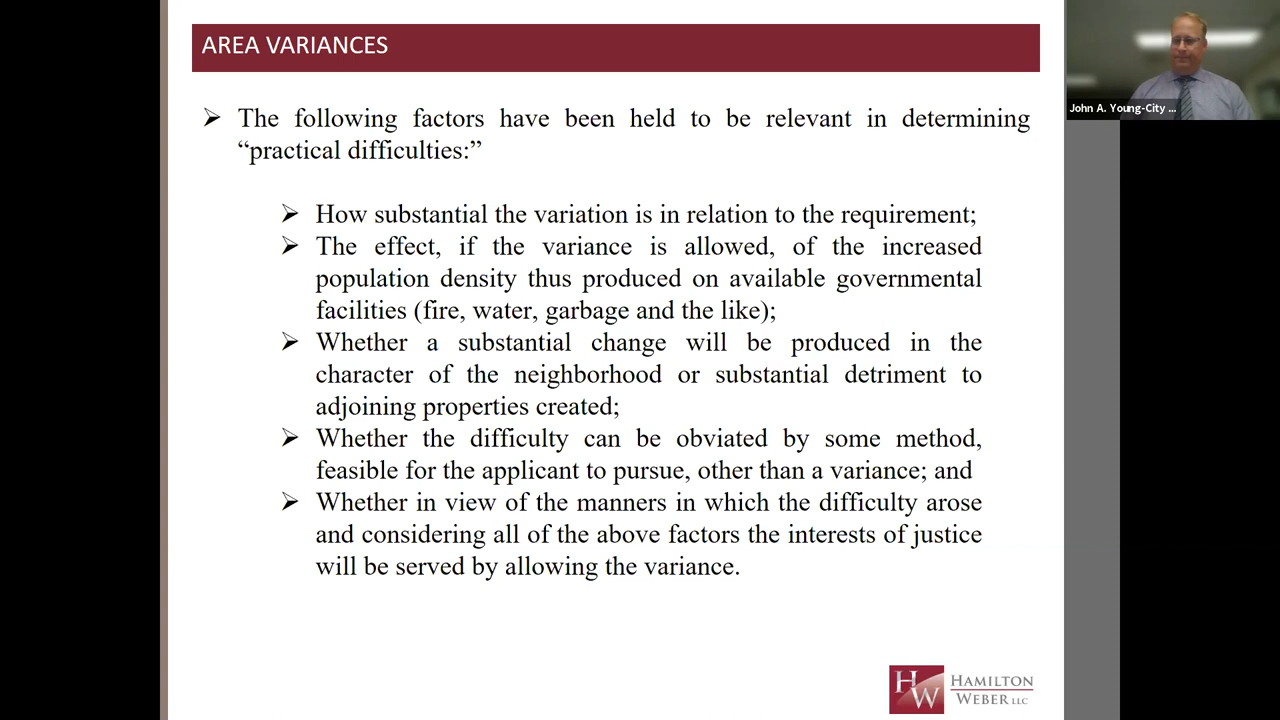 AREA VARIANCES
➢ The following factors have been held to be relevant in determining
“practical difficulties:”
➢ How substantial the variation is in relation to the requirement;
➢ The effect, if the variance is allowed, of the increased
population density thus produced on available governmental
facilities (fire, water, garbage and the like);
➢ Whether a substantial change will be produced in the
character of the neighborhood or substantial detriment to
adjoining properties created;
➢ Whether the difficulty can be obviated by some method,
feasible for the applicant to pursue, other than a variance; and
➢ Whether in view of the manners in which the difficulty arose
and considering all of the above factors the interests of justice
will be served by allowing the variance.
John A. Young-City ...
HW
HAMILTON
WEBER LLC